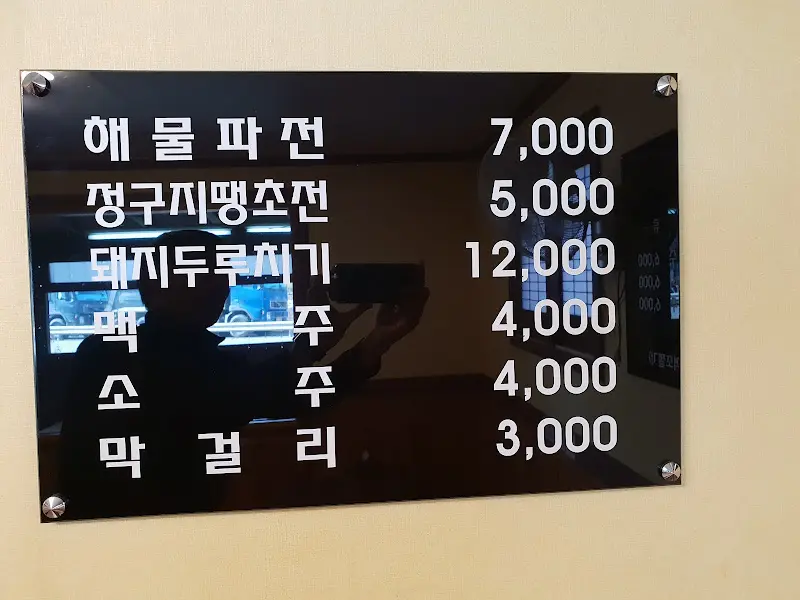 해물파전 7,000
정구지땡초전 5,000
돼지두루치기 12,000
맥주 4,000
소주 4,000
막걸리 3,000